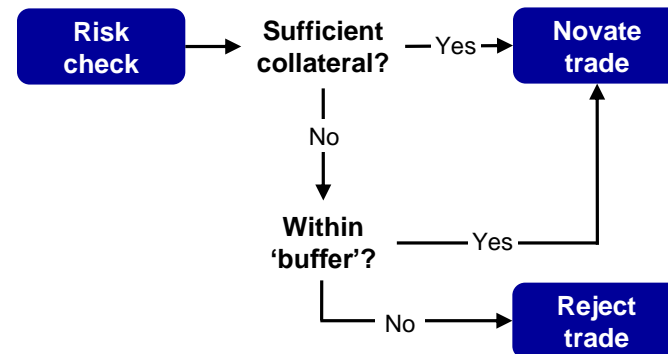 Risk
check
Sufficient
collateral?
Yes
Novate
trade
No
Within
‘buffer’?
Yes
No
Reject
trade